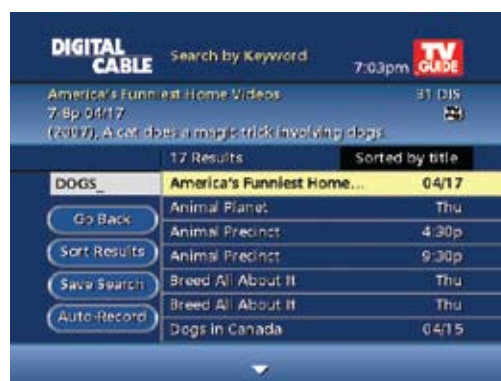 DIGITAL CABLE
Search by Keyword
7:03pm
TV GUIDE
America's Funniest Home Videos
31 DIS
7-8p 04/17
(2007), A cat does a magic trick involving dogs.
17 Results
Sorted by title
DOGS_
America's Funniest Home... 04/17
Go Back
Animal Planet Thu
Animal Precinct 4:30p
Sort Results
Animal Precinct 9:30p
Save Search
Breed All About It Thu
Auto-Record
Breed All About It Thu
Dogs in Canada 04/15